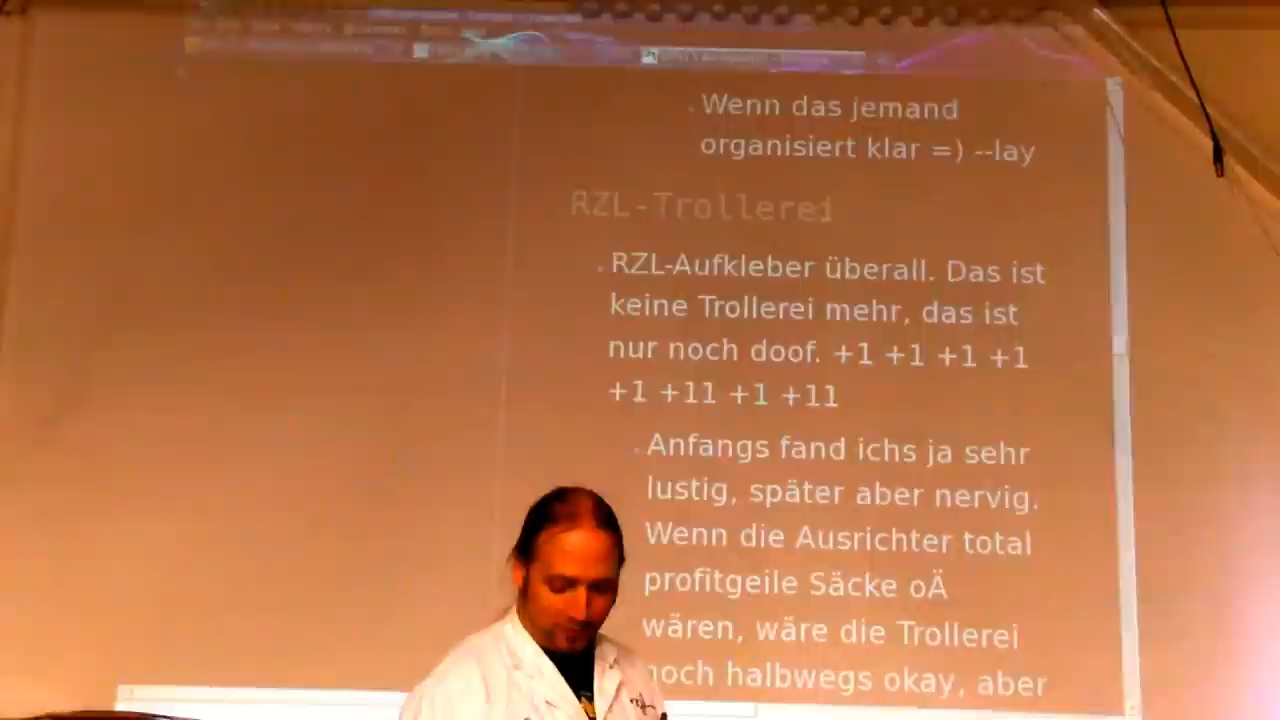 Wenn das jemand
organisiert klar =) --lay
RZL-Trollerei
RZL-Aufkleber überall. Das ist
keine Trollerei mehr, das ist
nur noch doof. +1 +1 +1 +1
+1 +11 +1 +11
Anfangs fand ichs ja sehr
lustig, später aber nervig.
Wenn die Ausrichter total
profitgeile Säcke oÄ
wären, wäre die Trollerei
noch halbwegs okay, aber